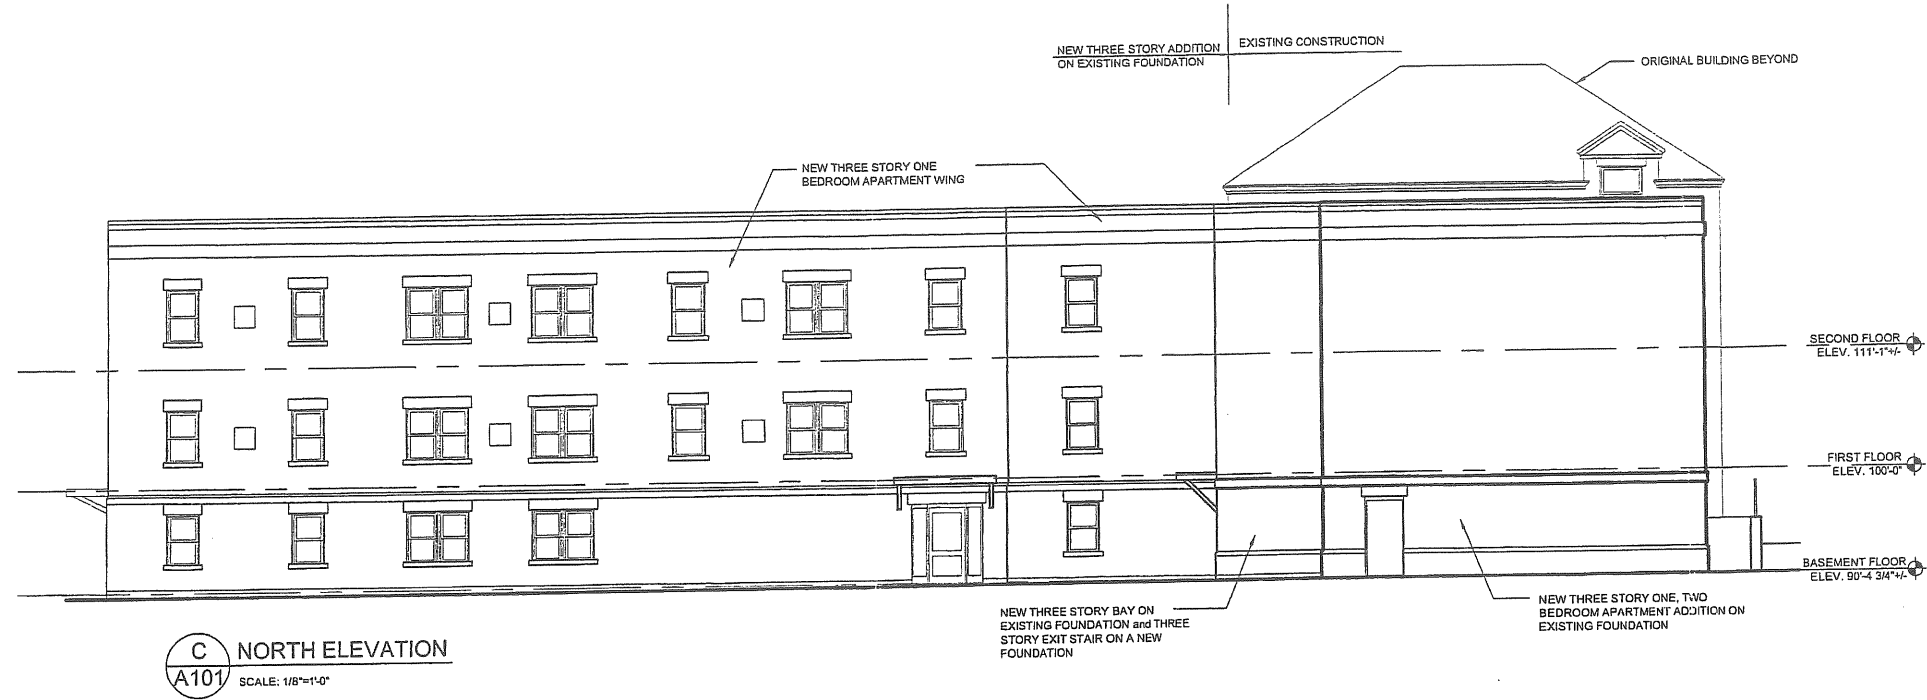 NEW THREE STORY ADDITION
ON EXISTING FOUNDATION
EXISTING CONSTRUCTION
ORIGINAL BUILDING BEYOND
NEW THREE STORY ONE
BEDROOM APARTMENT WING
SECOND FLOOR
ELEV. 111'-1"+/-
FIRST FLOOR
ELEV. 100'-0"
BASEMENT FLOOR
ELEV. 90'-4 3/4"+/-
NEW THREE STORY BAY ON
EXISTING FOUNDATION and THREE
STORY EXIT STAIR ON A NEW
FOUNDATION
NEW THREE STORY ONE, TWO
BEDROOM APARTMENT ADDITION ON
EXISTING FOUNDATION
C
A101
NORTH ELEVATION
SCALE: 1/8"=1'-0"